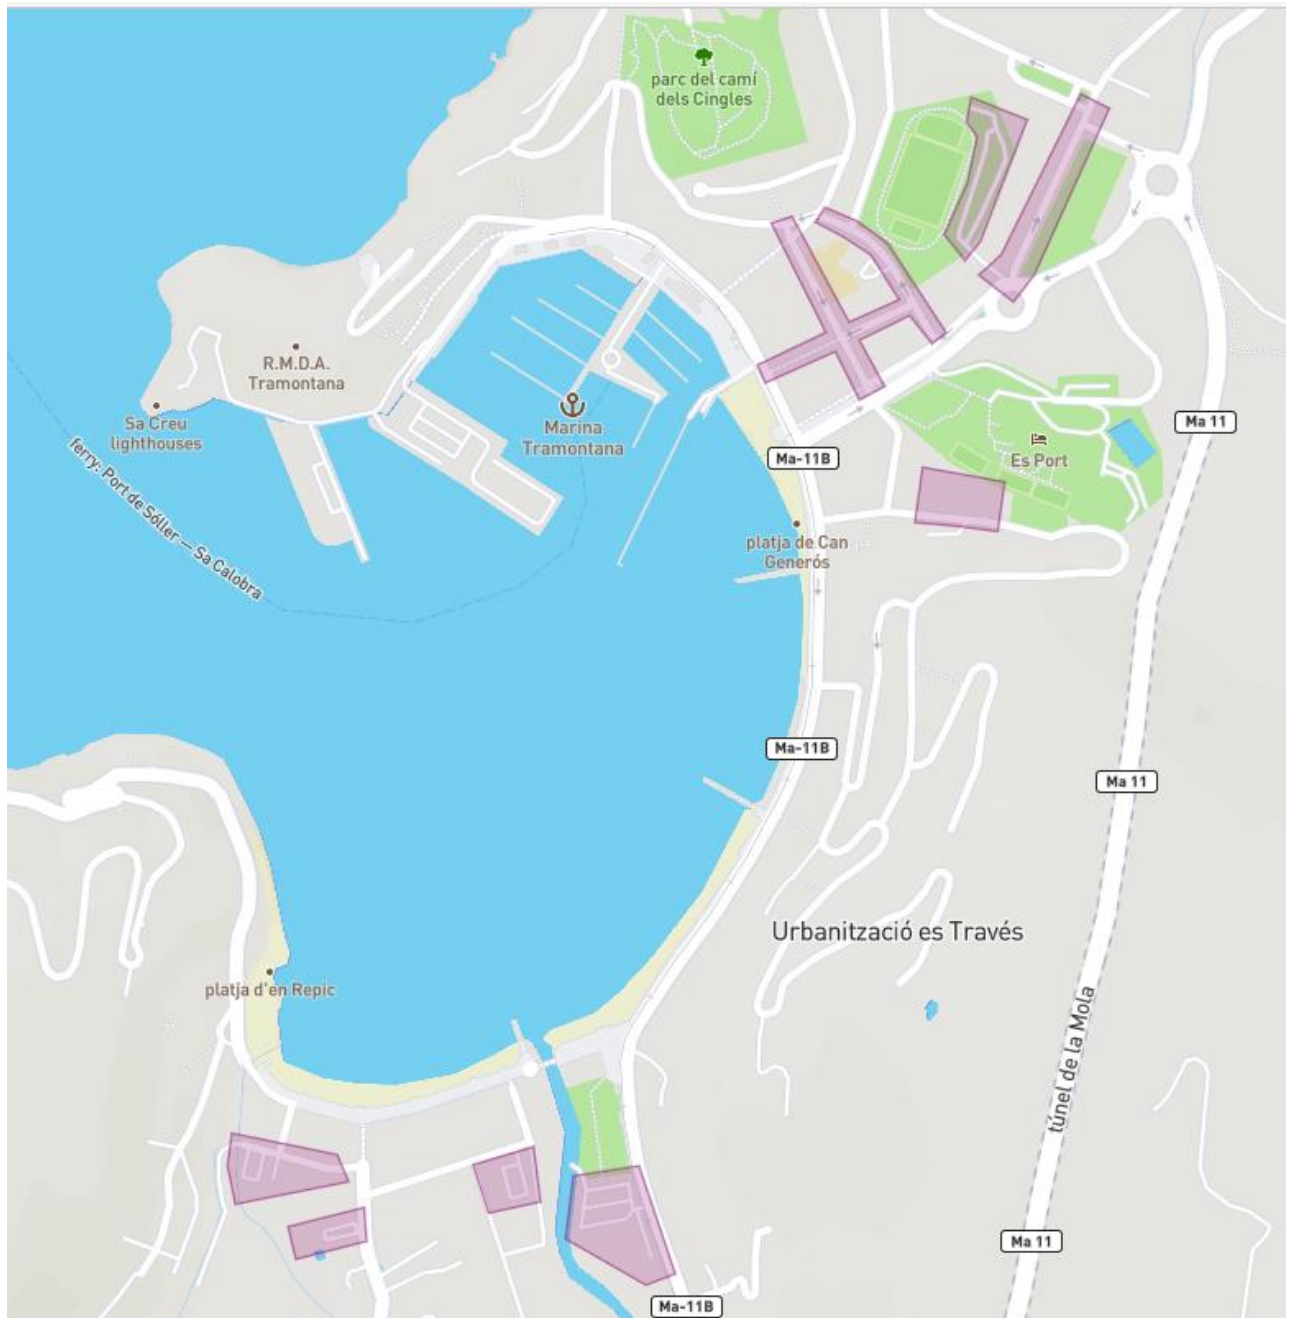 parc del camí
dels Cingles
R.M.D.A.
Tramontana
Sa Creu
lighthouses
Marina
Tramontana
Ma 11
Ma-11B
Es Port
ferry: Port de Sóller — Sa Calobra
platja de Can
Generós
Ma-11B
Ma 11
Urbanització es Través
platja d'en Repic
túnel de la Mola
Ma 11
Ma-11B